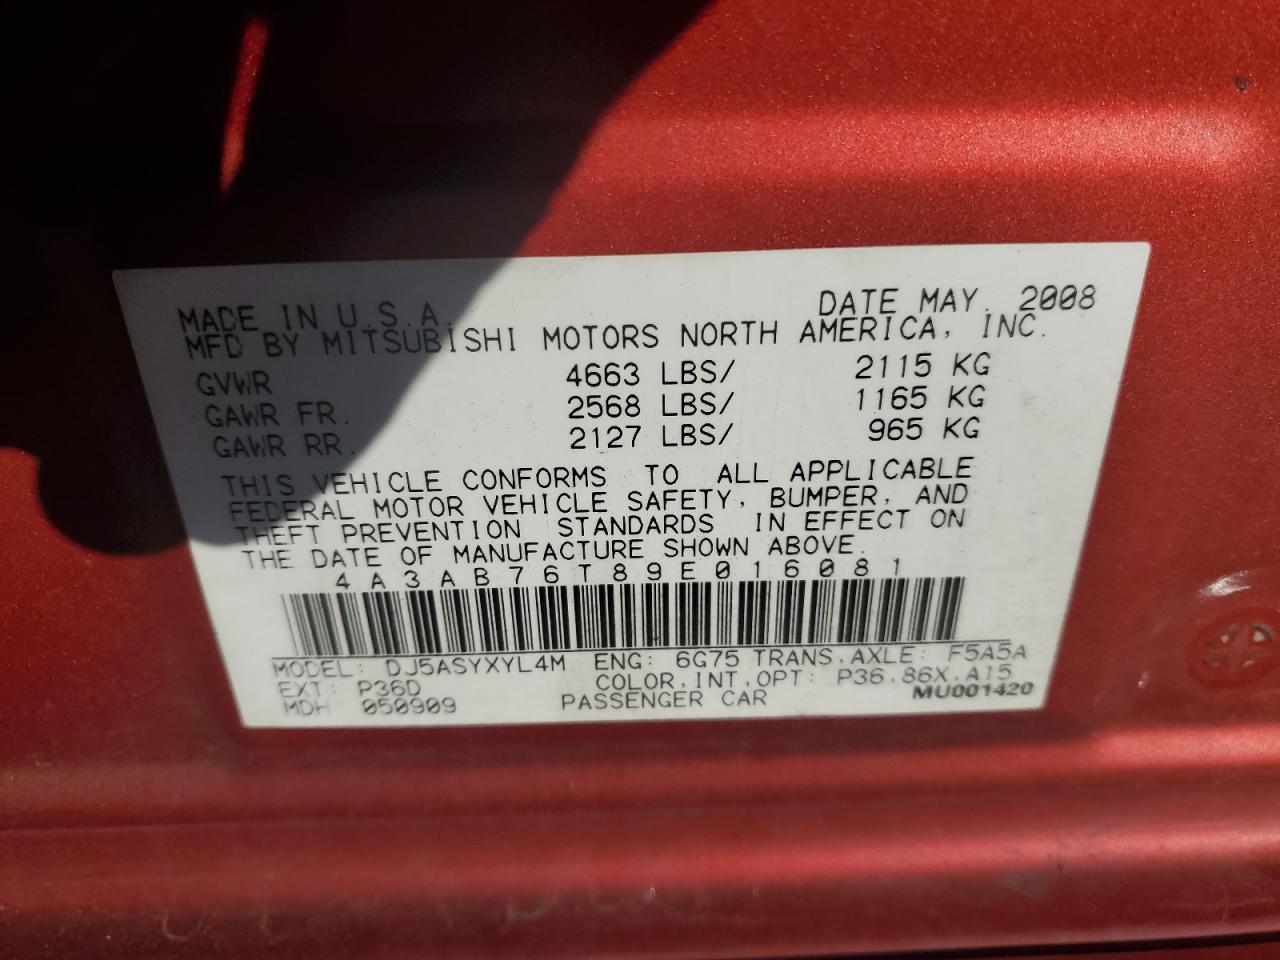 MADE IN U.S.A. DATE MAY. 2008
MFD BY MITSUBISHI MOTORS NORTH AMERICA, INC.
GVWR 4663 LBS/ 2115 KG
GAWR FR. 2568 LBS/ 1165 KG
GAWR RR. 2127 LBS/ 965 KG
THIS VEHICLE CONFORMS TO ALL APPLICABLE
FEDERAL MOTOR VEHICLE SAFETY, BUMPER, AND
THEFT PREVENTION STANDARDS IN EFFECT ON
THE DATE OF MANUFACTURE SHOWN ABOVE.
4A3AB76T89E016081
MODEL: DJ5ASYXYL4M ENG: 6G75 TRANS.AXLE: F5A5A
EXT: P36D COLOR.INT.OPT: P36.86X.A15
MDH 050909 PASSENGER CAR MU001420